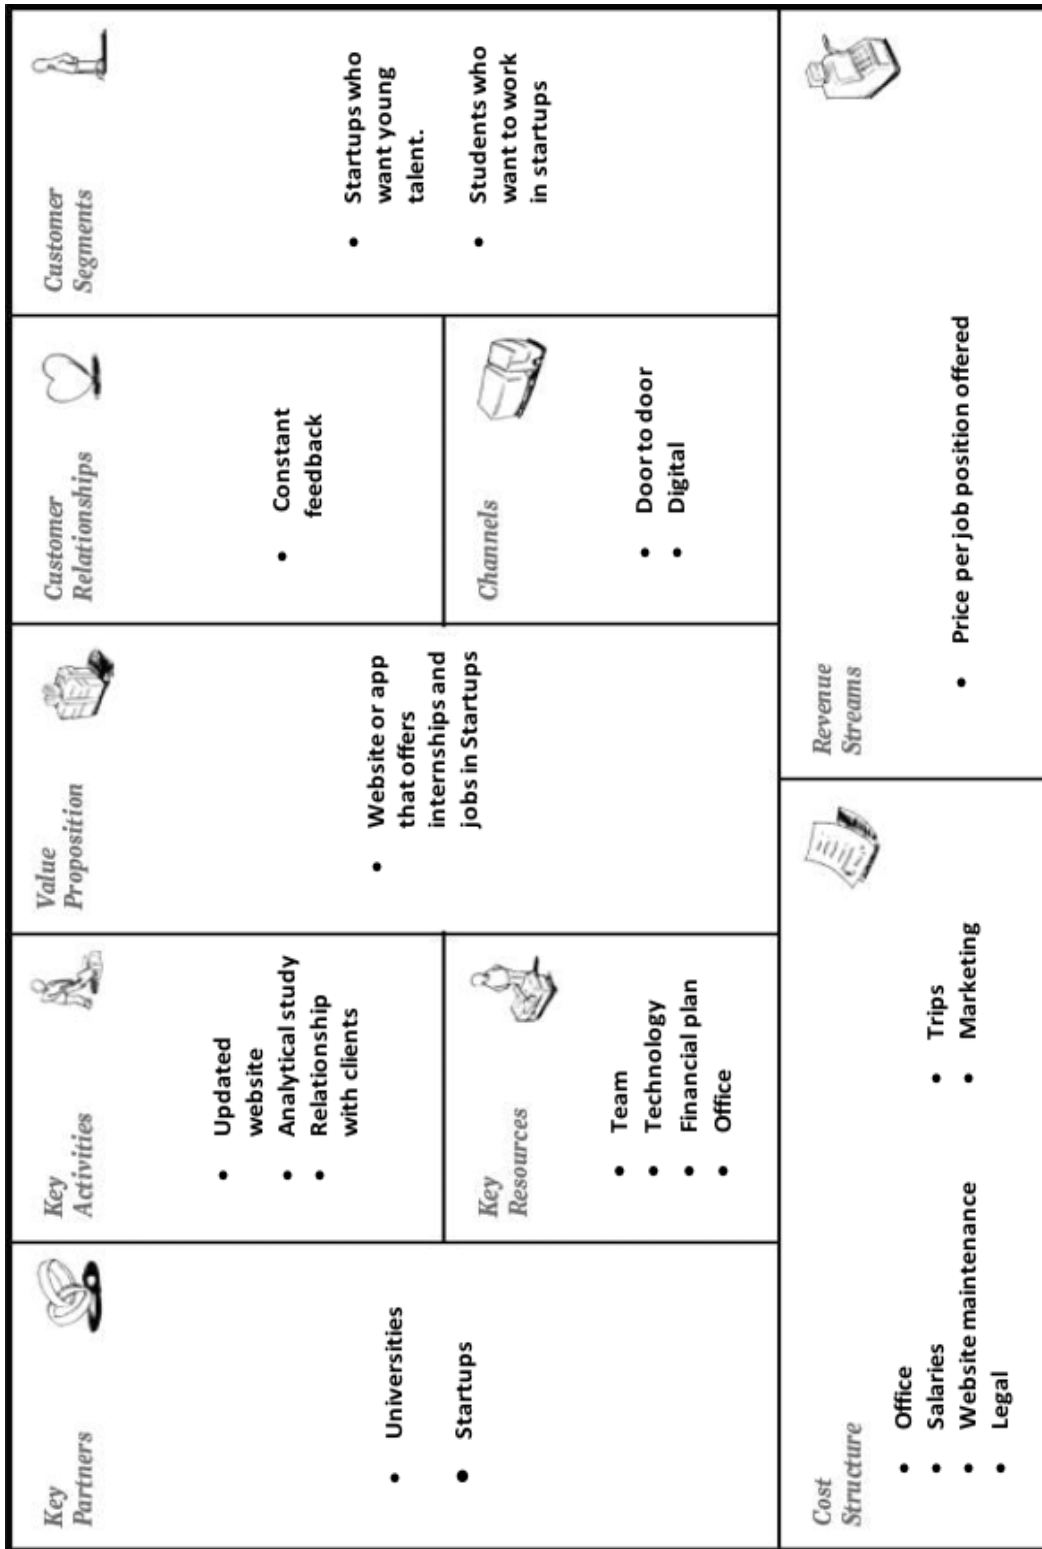 Key
Partners
• Universities
• Startups
Key
Activities
• Updated
website
• Analytical study
• Relationship
with clients
Key
Resources
• Team
• Technology
• Financial plan
• Office
Value
Proposition
• Website or app
that offers
internships and
jobs in Startups
Customer
Relationships
• Constant
feedback
Channels
• Door to door
• Digital
Customer
Segments
• Startups who
want young
talent.
• Students who
want to work
in startups
Cost
Structure
• Office
• Salaries
• Website maintenance
• Legal
• Trips
• Marketing
Revenue
Streams
• Price per job position offered